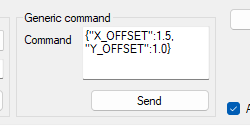 Generic command
Command
{"X_OFFSET":1.5,
"Y_OFFSET":1.0}
Send